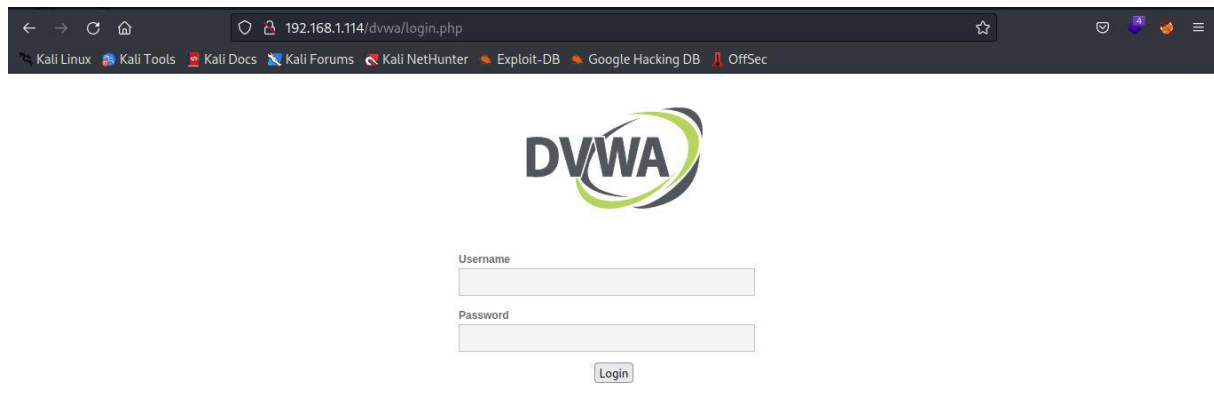 192.168.1.114/dvwa/login.php
4
Kali Linux Kali Tools Kali Docs Kali Forums Kali NetHunter Exploit-DB Google Hacking DB OffSec
DVWA
Username
Password
Login